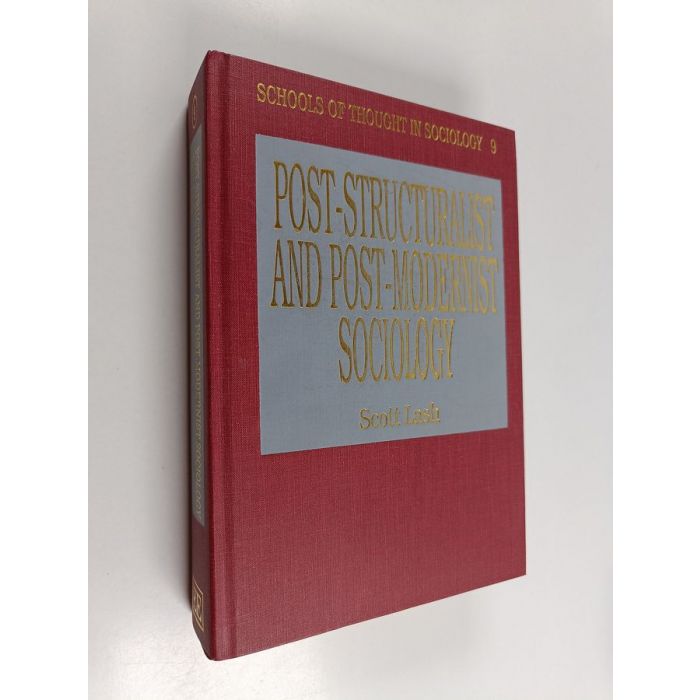 SCHOOLS OF THOUGHT IN SOCIOLOGY 9
POST-STRUCTURALIST
AND POST-MODERNIST
SOCIOLOGY
Scott Lash
POST-STRUCTURALIST AND POST-MODERNIST SOCIOLOGY